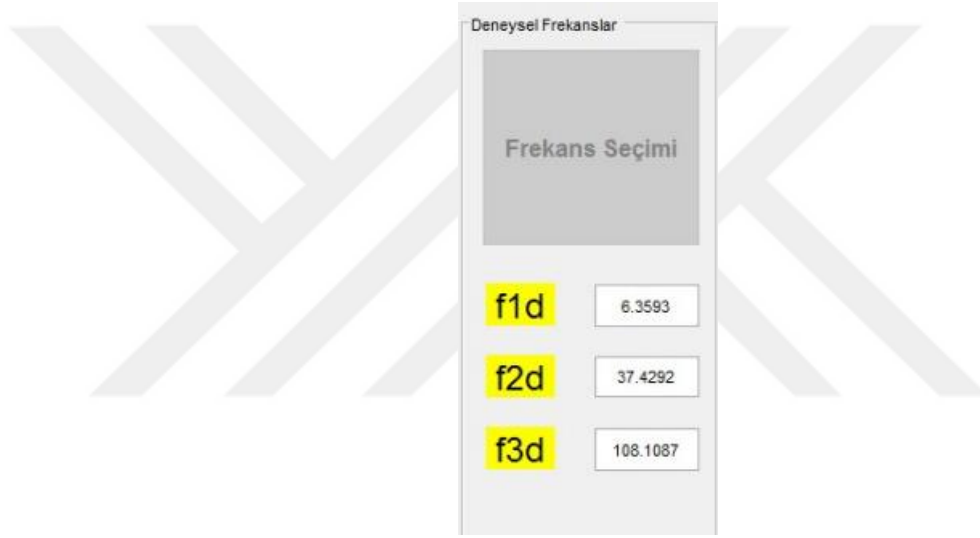 Deneysel Frekanslar
Frekans Seçimi
f1d 6.3593
f2d 37.4292
f3d 108.1087